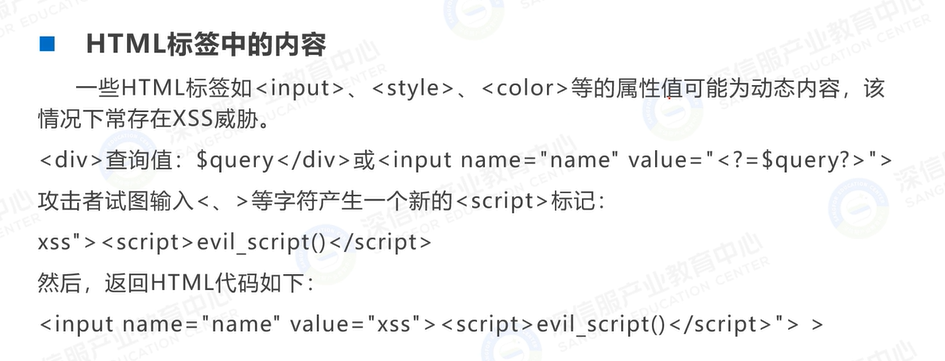 HTML标签中的内容
一些HTML标签如<input>、<style>、<color>等的属性值可能为动态内容，该
情况下常存在XSS威胁。
<div>查询值：$query</div>或<input name="name" value="<?=$query?>">
攻击者试图输入<、>等字符产生一个新的<script>标记：
xss"><script>evil_script()</script>
然后，返回HTML代码如下：
<input name="name" value="xss"><script>evil_script()</script>"> >
深信服产业教育中心
SANGFOR EDUCATION CENTER